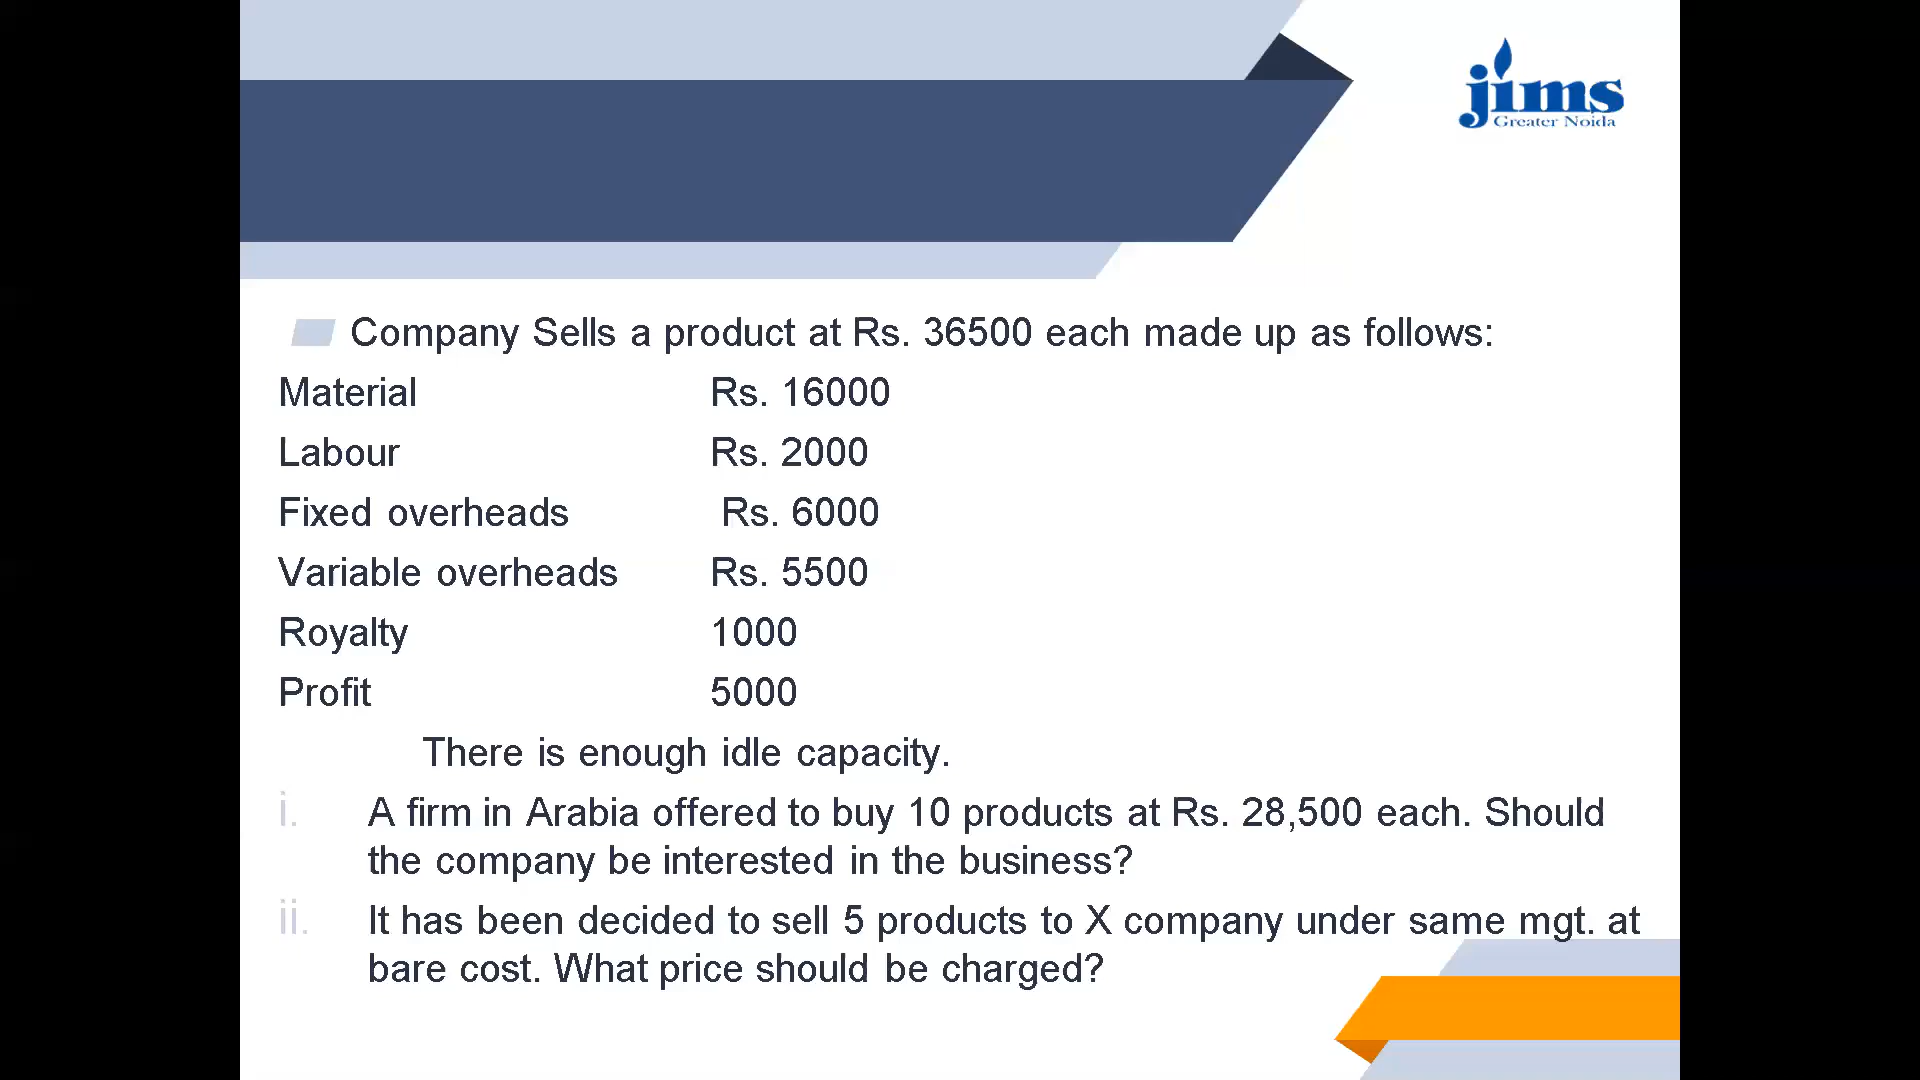 jims
Greater Noida
Company Sells a product at Rs. 36500 each made up as follows:
Material Rs. 16000
Labour Rs. 2000
Fixed overheads Rs. 6000
Variable overheads Rs. 5500
Royalty 1000
Profit 5000
There is enough idle capacity.
i. A firm in Arabia offered to buy 10 products at Rs. 28,500 each. Should
the company be interested in the business?
ii. It has been decided to sell 5 products to X company under same mgt. at
bare cost. What price should be charged?